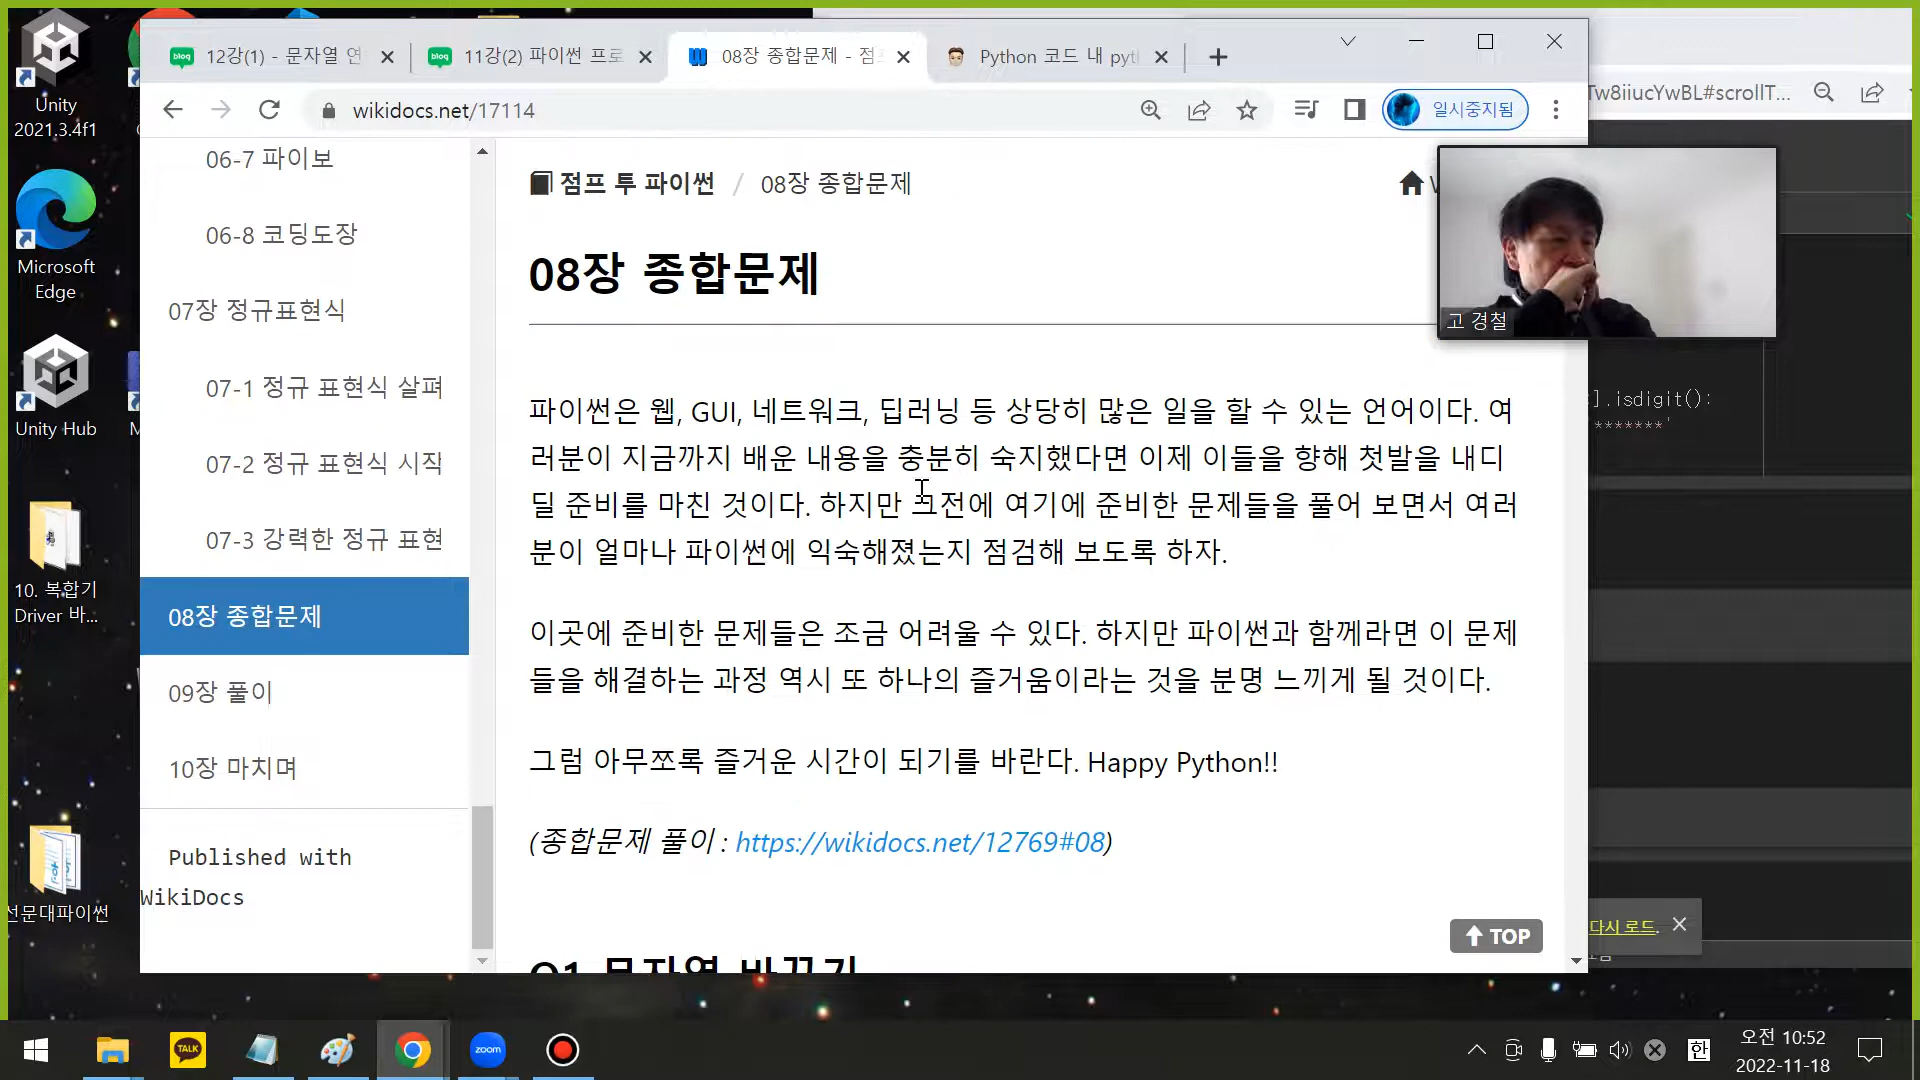 Unity
2021.3.4f1
Microsoft
Edge
Unity Hub
10. 복합기
Driver 바...
선문대파이썬
12강(1) - 문자열 연
11강(2) 파이썬 프로
08장 종합문제 - 점
Python 코드 내 pyt
wikidocs.net/17114
일시중지됨
Tw8iiucYwBL#scrollT...
06-7 파이보
06-8 코딩도장
07장 정규표현식
07-1 정규 표현식 살펴
07-2 정규 표현식 시작
07-3 강력한 정규 표현
08장 종합문제
09장 풀이
10장 마치며
Published with
WikiDocs
점프 투 파이썬 / 08장 종합문제
08장 종합문제
파이썬은 웹, GUI, 네트워크, 딥러닝 등 상당히 많은 일을 할 수 있는 언어이다. 여
러분이 지금까지 배운 내용을 충분히 숙지했다면 이제 이들을 향해 첫발을 내디
딜 준비를 마친 것이다. 하지만 그전에 여기에 준비한 문제들을 풀어 보면서 여러
분이 얼마나 파이썬에 익숙해졌는지 점검해 보도록 하자.
이곳에 준비한 문제들은 조금 어려울 수 있다. 하지만 파이썬과 함께라면 이 문제
들을 해결하는 과정 역시 또 하나의 즐거움이라는 것을 분명 느끼게 될 것이다.
그럼 아무쪼록 즐거운 시간이 되기를 바란다. Happy Python!!
(종합문제 풀이 : https://wikidocs.net/12769#08)
Q1 문자열 바꾸기
TOP
고 경철
].isdigit():
*******'
다시 로드.
TALK
zoom
한
오전 10:52
2022-11-18